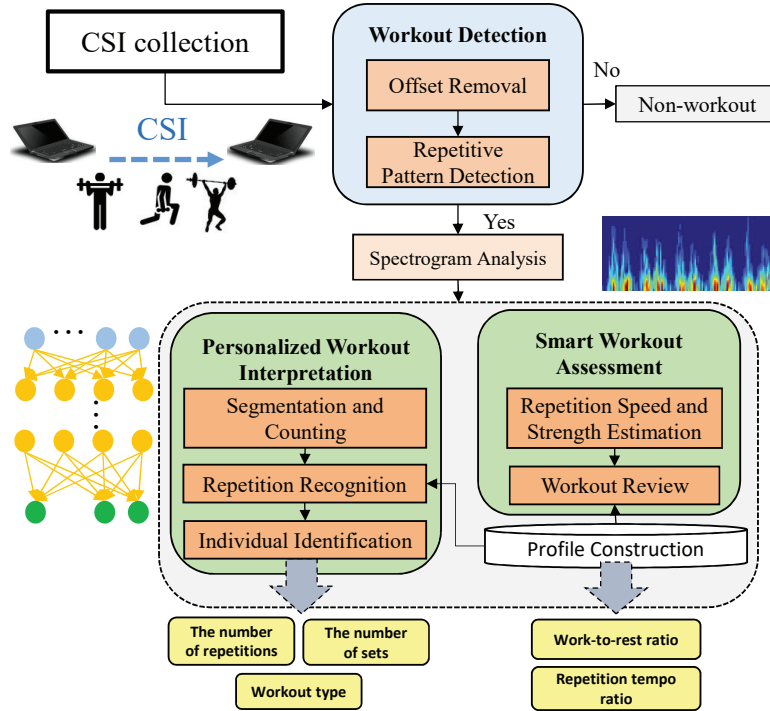 CSI collection
Workout Detection
Offset Removal
Repetitive
Pattern Detection
No
Non-workout
CSI
Yes
Spectrogram Analysis
Personalized Workout
Interpretation
Segmentation and
Counting
Repetition Recognition
Individual Identification
Smart Workout
Assessment
Repetition Speed and
Strength Estimation
Workout Review
Profile Construction
The number
of repetitions
The number
of sets
Workout type
Work-to-rest ratio
Repetition tempo
ratio